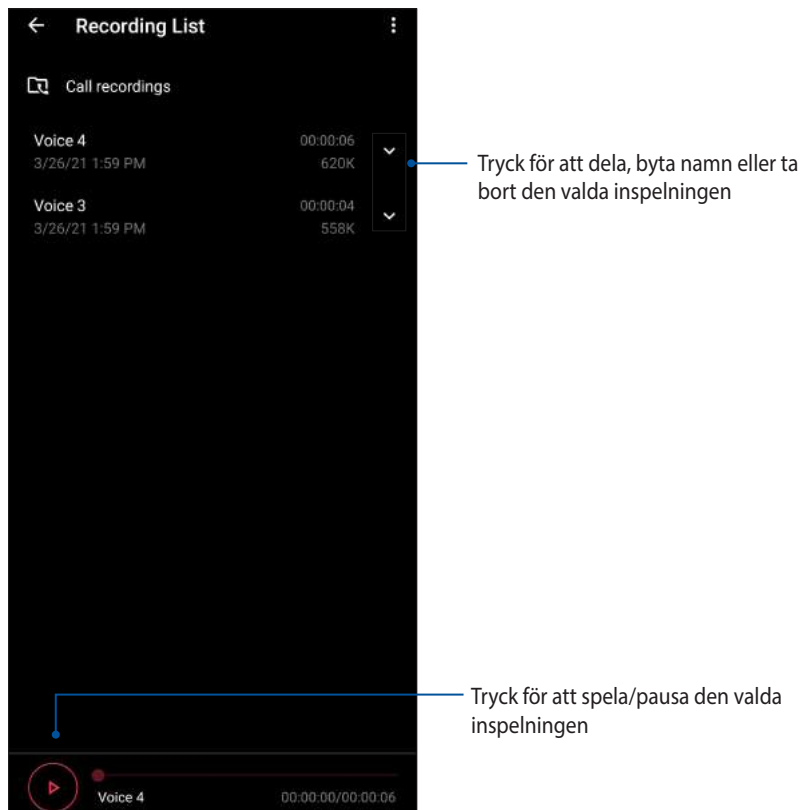 Recording List
Call recordings
Voice 4 00:00:06
3/26/21 1:59 PM 620K
Tryck för att dela, byta namn eller ta
bort den valda inspelningen
Voice 3 00:00:04
3/26/21 1:59 PM 558K
Tryck för att spela/pausa den valda
inspelningen
Voice 4 00:00:00/00:00:06